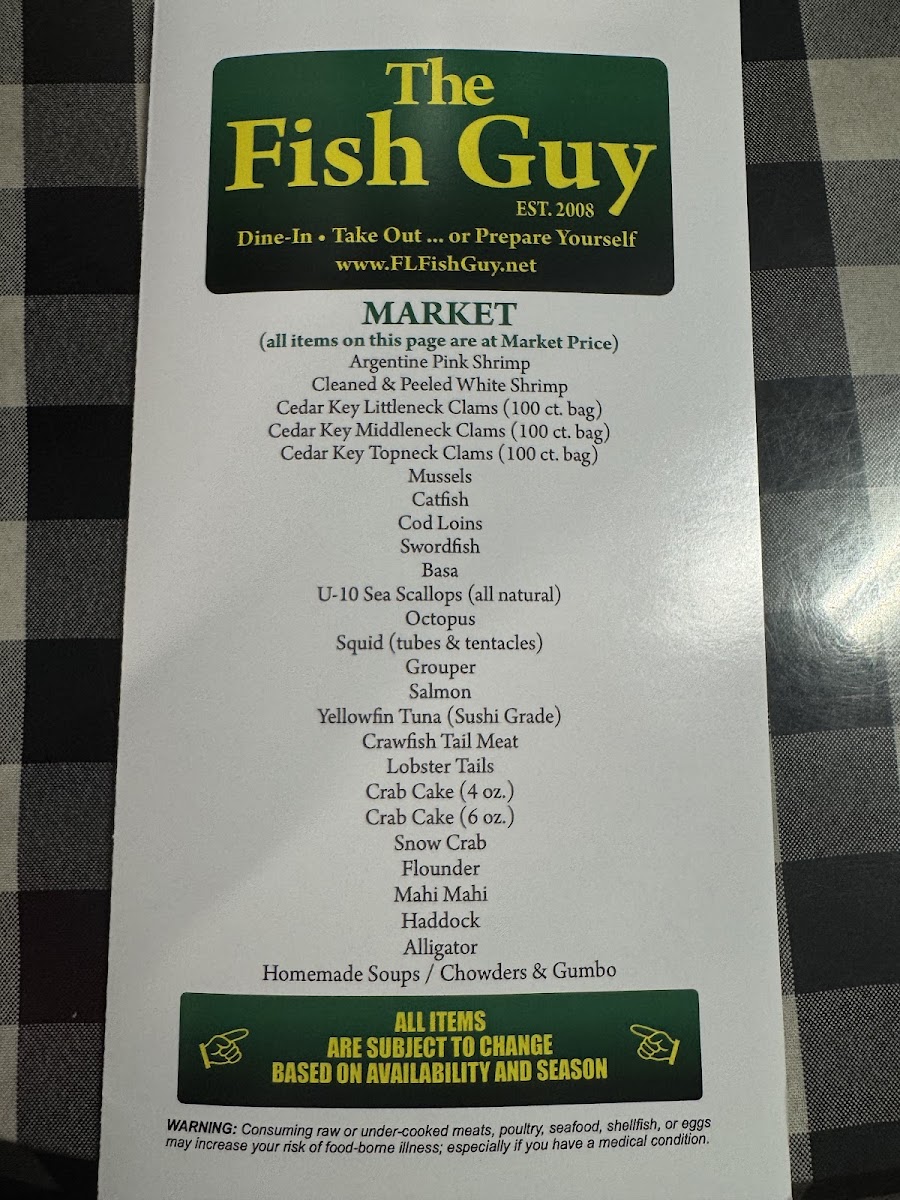 The
Fish Guy
EST. 2008
Dine-In • Take Out ... or Prepare Yourself
www.FLFishGuy.net
MARKET
(all items on this page are at Market Price)
Argentine Pink Shrimp
Cleaned & Peeled White Shrimp
Cedar Key Littleneck Clams (100 ct. bag)
Cedar Key Middleneck Clams (100 ct. bag)
Cedar Key Topneck Clams (100 ct. bag)
Mussels
Catfish
Cod Loins
Swordfish
Basa
U-10 Sea Scallops (all natural)
Octopus
Squid (tubes & tentacles)
Grouper
Salmon
Yellowfin Tuna (Sushi Grade)
Crawfish Tail Meat
Lobster Tails
Crab Cake (4 oz.)
Crab Cake (6 oz.)
Snow Crab
Flounder
Mahi Mahi
Haddock
Alligator
Homemade Soups / Chowders & Gumbo
ALL ITEMS
ARE SUBJECT TO CHANGE
BASED ON AVAILABILITY AND SEASON
WARNING: Consuming raw or under-cooked meats, poultry, seafood, shellfish, or eggs
may increase your risk of food-borne illness; especially if you have a medical condition.